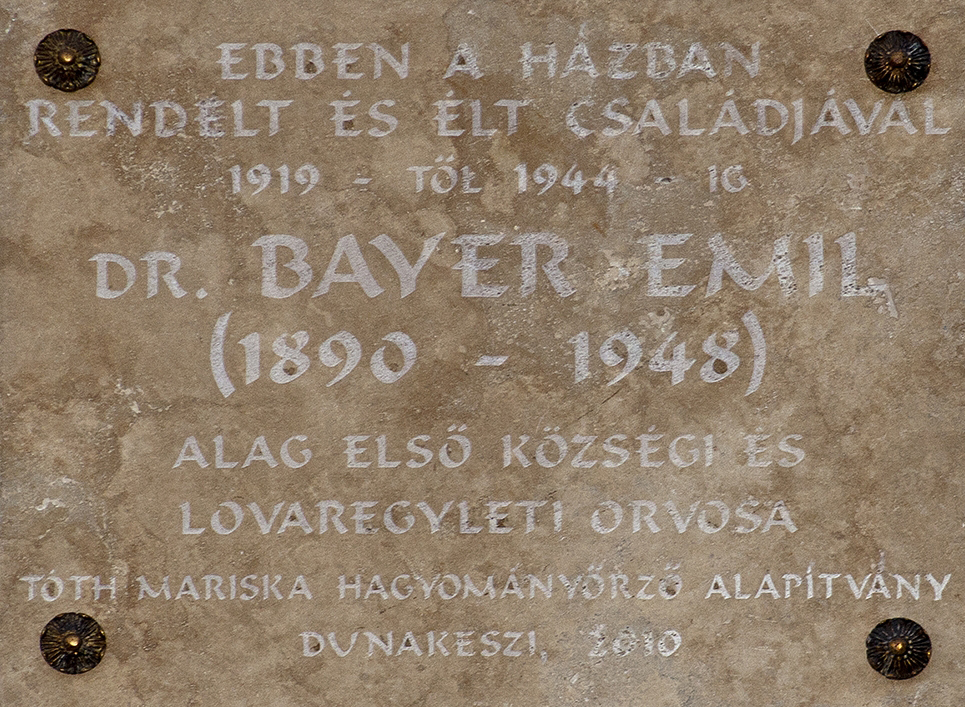 EBBEN A HÁZBAN
RENDELT ÉS ÉLT CSALÁDJÁVAL
1919 - TŐL 1944 - IG
DR. BAYER EMIL
(1890 - 1948)
ALAG ELSŐ KÖZSÉGI ÉS
LOVAREGYLETI ORVOSA
TÓTH MARISKA HAGYOMÁNYŐRZŐ ALAPÍTVÁNY
DUNAKESZI, 2010